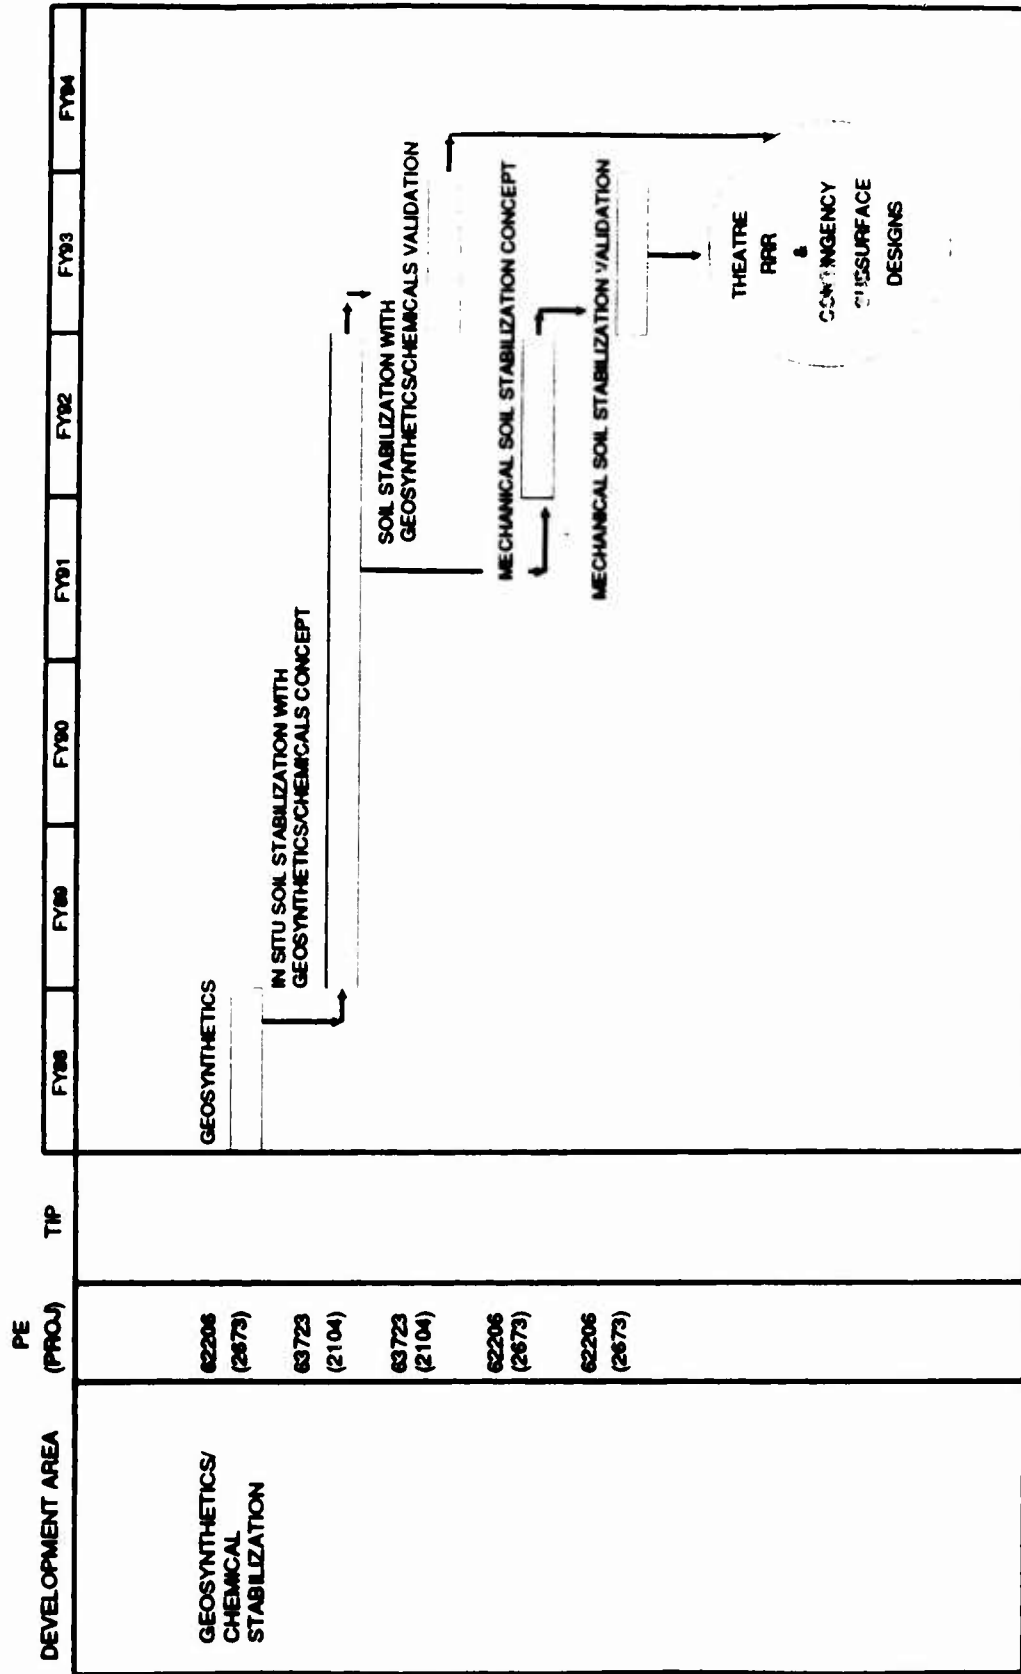 DEVELOPMENT AREA
PE
(PROJ)
TIP
FY88
FY89
FY90
FY91
FY92
FY93
FY94
GEOSYNTHETICS/
CHEMICAL
STABILIZATION
62206
(2673)
GEOSYNTHETICS
63723
(2104)
IN SITU SOIL STABILIZATION WITH
GEOSYNTHETICS/CHEMICALS CONCEPT
63723
(2104)
SOIL STABILIZATION WITH
GEOSYNTHETICS/CHEMICALS VALIDATION
62206
(2673)
MECHANICAL SOIL STABILIZATION CONCEPT
62206
(2673)
MECHANICAL SOIL STABILIZATION VALIDATION
THEATRE
RRR
&
CONTINGENCY
SUBSURFACE
DESIGNS